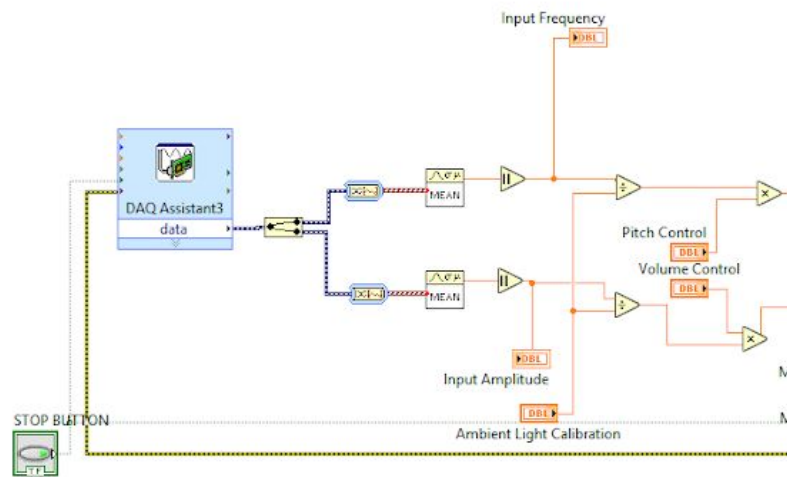 Input Frequency
DBL
DAQ Assistant3
data
MEAN
Pitch Control
DBL
Volume Control
DBL
MEAN
DBL
Input Amplitude
STOP BUTTON
DBL
Ambient Light Calibration
M
M
TF